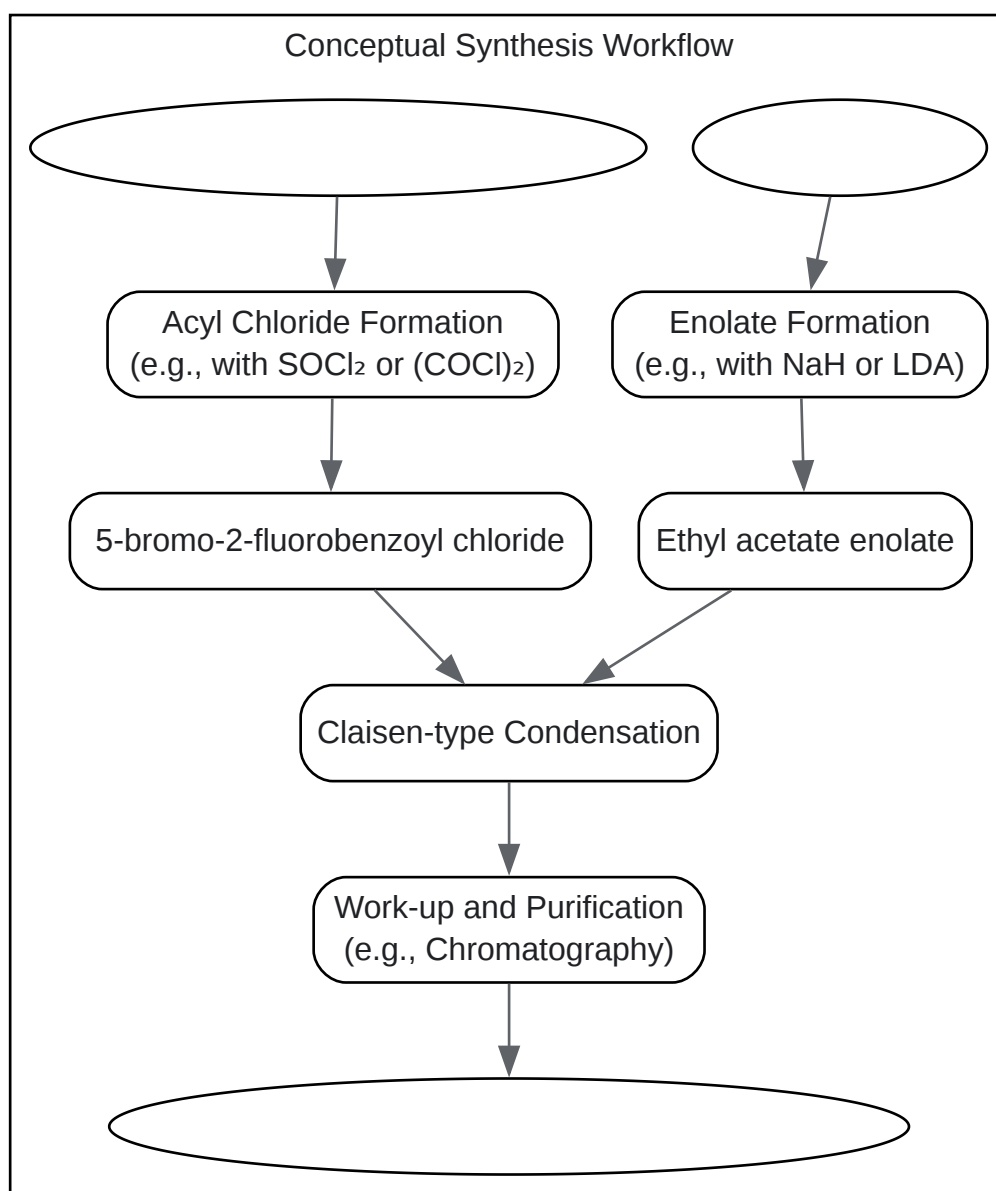 Conceptual Synthesis Workflow
Acyl Chloride Formation
(e.g., with SOCl₂ or (COCl)₂)
Enolate Formation
(e.g., with NaH or LDA)
5-bromo-2-fluorobenzoyl chloride
Ethyl acetate enolate
Claisen-type Condensation
Work-up and Purification
(e.g., Chromatography)